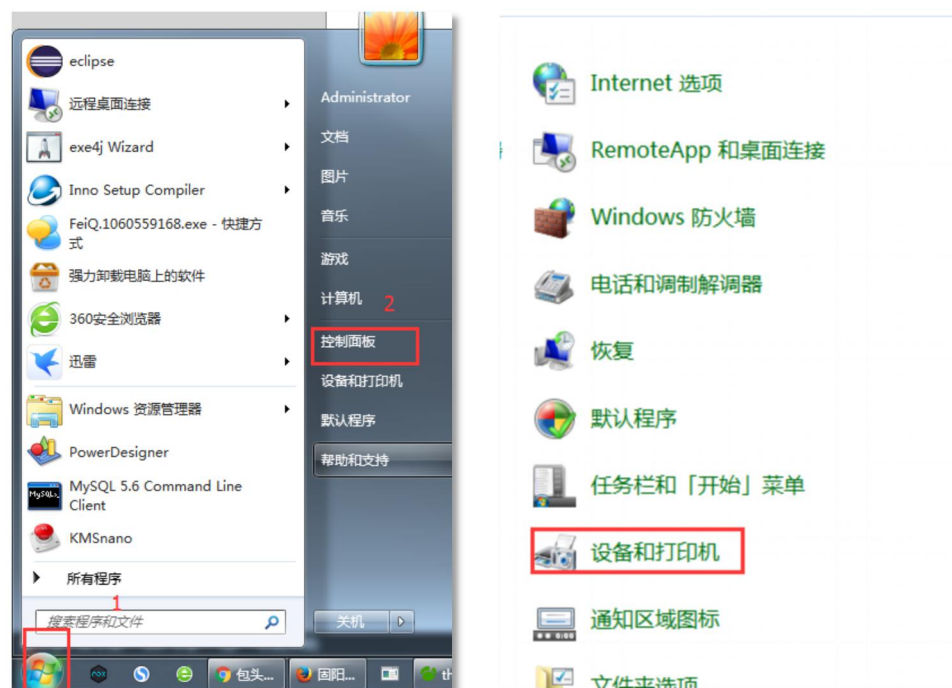 eclipse
远程桌面连接
exe4j Wizard
Inno Setup Compiler
FeiQ.1060559168.exe - 快捷方
式
强力卸载电脑上的软件
360安全浏览器
迅雷
Windows 资源管理器
PowerDesigner
MySQL 5.6 Command Line
Client
KMSnano
所有程序
1
搜索程序和文件
Administrator
文档
图片
音乐
游戏
计算机
2
控制面板
设备和打印机
默认程序
帮助和支持
关机
包头...
固阳...
th
Internet 选项
RemoteApp 和桌面连接
Windows 防火墙
电话和调制解调器
恢复
默认程序
任务栏和「开始」菜单
设备和打印机
通知区域图标
文件夹选项